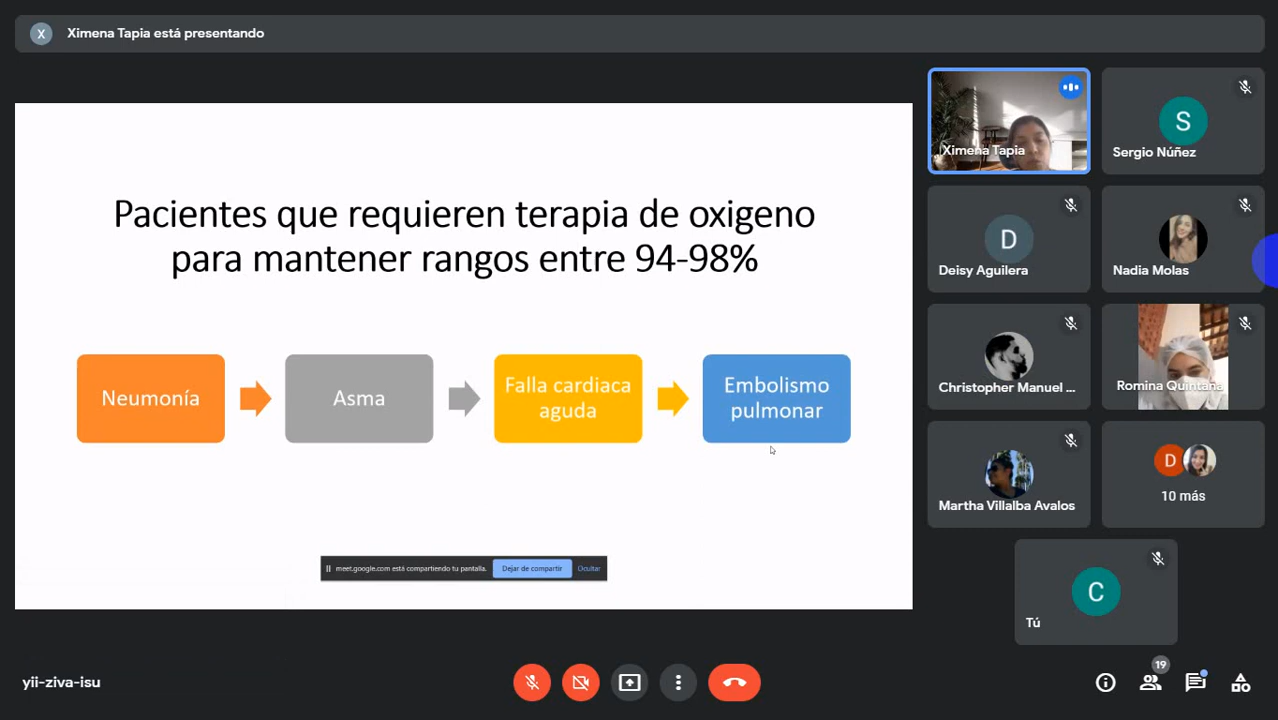 X Ximena Tapia está presentando
Pacientes que requieren terapia de oxigeno
para mantener rangos entre 94-98%
Neumonía
Asma
Falla cardiaca
aguda
Embolismo
pulmonar
meet.google.com está compartiendo tu pantalla. Dejar de compartir Ocultar
Ximena Tapia
S
Sergio Núñez
D
Deisy Aguilera
Nadia Molas
Christopher Manuel ...
Romina Quintana
Martha Villalba Avalos
D
10 más
C
Tú
yii-ziva-isu
19